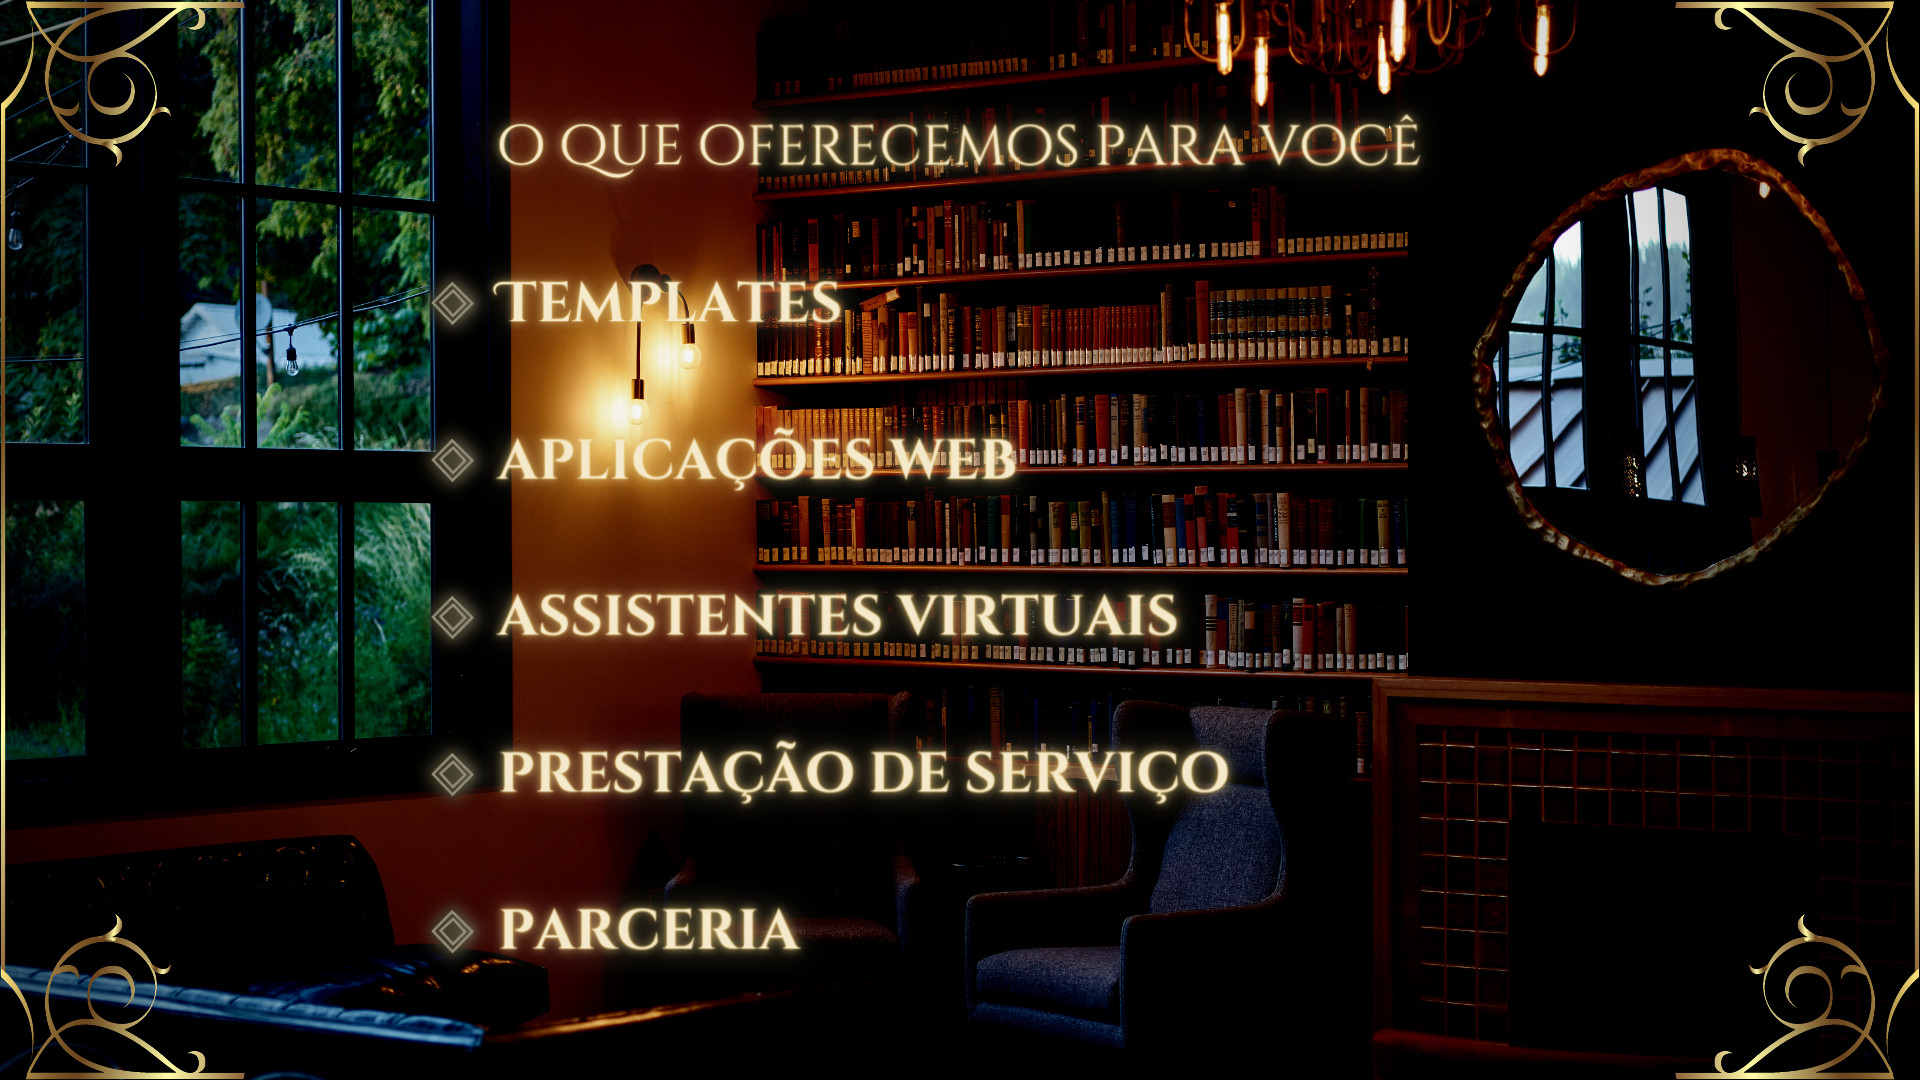 O QUE OFERECEMOS PARA VOCÊ
TEMPLATES
APLICAÇÕES WEB
ASSISTENTES VIRTUAIS
PRESTAÇÃO DE SERVIÇO
PARCERIA